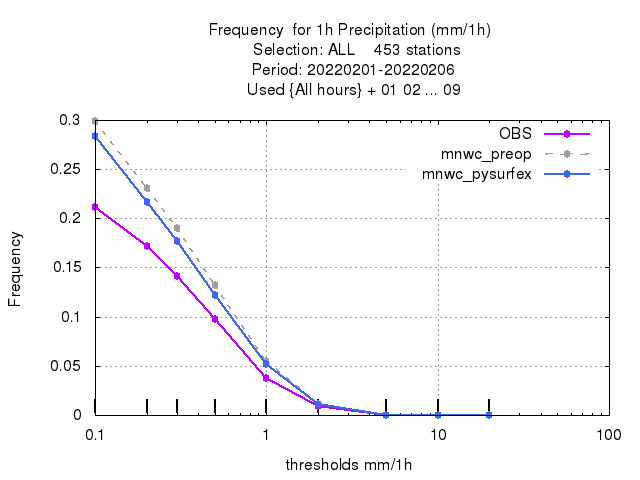 Frequency  for 1h Precipitation (mm/1h)
Selection: ALL    453 stations
Period: 20220201-20220206
Used {All hours} + 01 02 ... 09
OBS
mnwc_preop
mnwc_pysurfex
0.3
0.25
0.2
0.15
0.1
0.05
0
Frequency
0.1 1 10 100
thresholds mm/1h